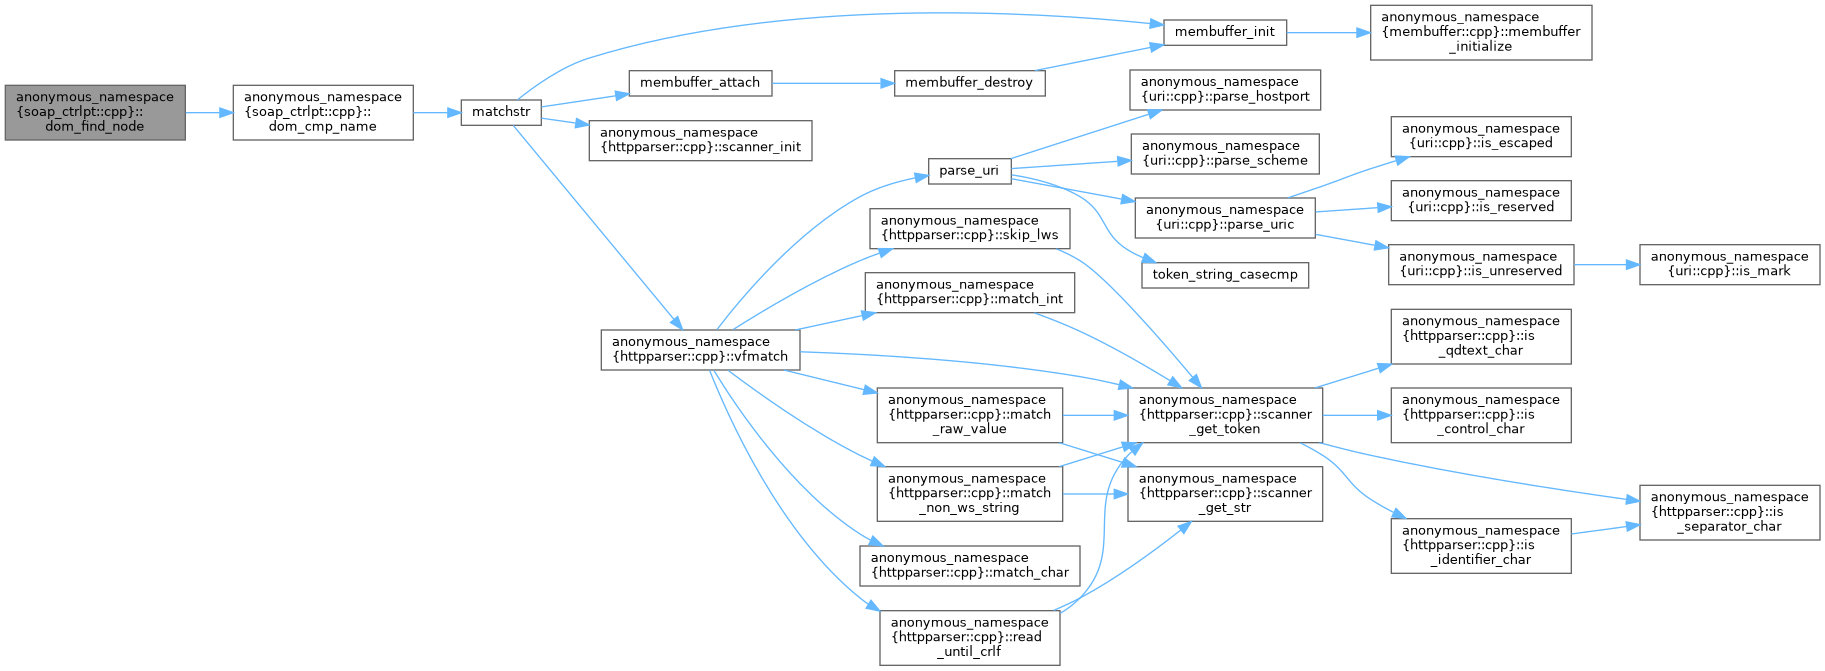 anonymous_namespace
{soap_ctrlpt::cpp}::
dom_find_node
anonymous_namespace
{soap_ctrlpt::cpp}::
dom_cmp_name
matchstr
membuffer_attach
anonymous_namespace
{httpparser::cpp}::scanner_init
anonymous_namespace
{httpparser::cpp}::vfmatch
membuffer_destroy
parse_uri
anonymous_namespace
{httpparser::cpp}::skip_lws
anonymous_namespace
{httpparser::cpp}::match_int
anonymous_namespace
{httpparser::cpp}::match
_raw_value
anonymous_namespace
{httpparser::cpp}::match
_non_ws_string
anonymous_namespace
{httpparser::cpp}::match_char
anonymous_namespace
{httpparser::cpp}::read
_until_crlf
membuffer_init
anonymous_namespace
{uri::cpp}::parse_hostport
anonymous_namespace
{uri::cpp}::parse_scheme
anonymous_namespace
{uri::cpp}::parse_uric
token_string_casecmp
anonymous_namespace
{httpparser::cpp}::scanner
_get_token
anonymous_namespace
{httpparser::cpp}::scanner
_get_str
anonymous_namespace
{membuffer::cpp}::membuffer
_initialize
anonymous_namespace
{uri::cpp}::is_escaped
anonymous_namespace
{uri::cpp}::is_reserved
anonymous_namespace
{uri::cpp}::is_unreserved
anonymous_namespace
{httpparser::cpp}::is
_qdtext_char
anonymous_namespace
{httpparser::cpp}::is
_control_char
anonymous_namespace
{httpparser::cpp}::is
_identifier_char
anonymous_namespace
{uri::cpp}::is_mark
anonymous_namespace
{httpparser::cpp}::is
_separator_char